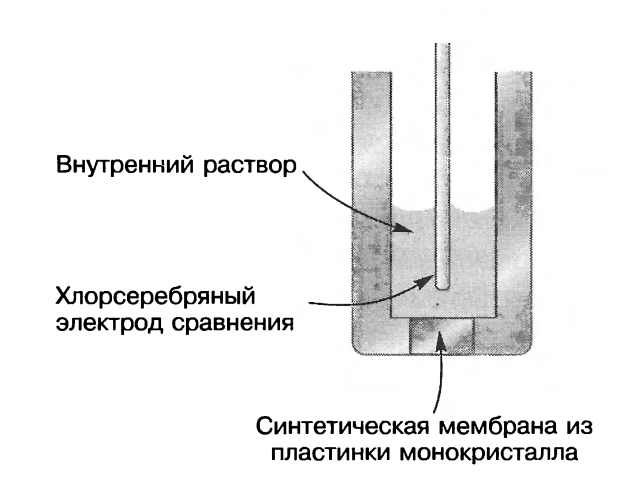 Внутренний раствор
Хлорсеребряный
электрод сравнения
Синтетическая мембрана из
пластинки монокристалла